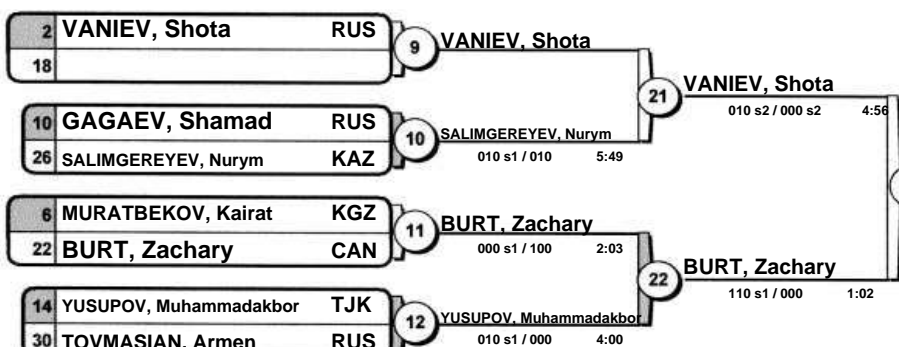 2 VANIEV, Shota RUS
18
9
VANIEV, Shota
10 GAGAEV, Shamad RUS
26 SALIMGEREYEV, Nurym KAZ
10
SALIMGEREYEV, Nurym
010 s1 / 010 5:49
21
VANIEV, Shota
010 s2 / 000 s2 4:56
6 MURATBEKOV, Kairat KGZ
22 BURT, Zachary CAN
11
BURT, Zachary
000 s1 / 100 2:03
14 YUSUPOV, Muhammadakbor TJK
30 TOVMASIAN, Armen RUS
12
YUSUPOV, Muhammadakbor
010 s1 / 000 4:00
22
BURT, Zachary
110 s1 / 000 1:02